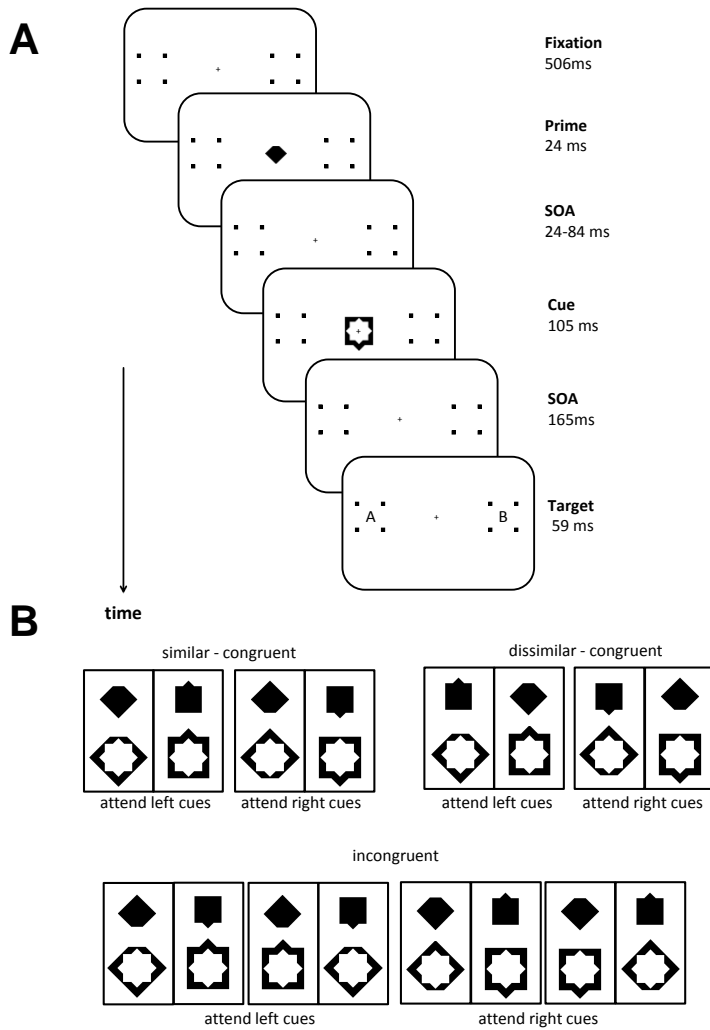 A
Fixation
506ms
Prime
24 ms
SOA
24-84 ms
Cue
105 ms
SOA
165ms
A
B
Target
59 ms
time
B
similar - congruent
dissimilar - congruent
attend left cues
attend right cues
attend left cues
attend right cues
incongruent
attend left cues
attend right cues